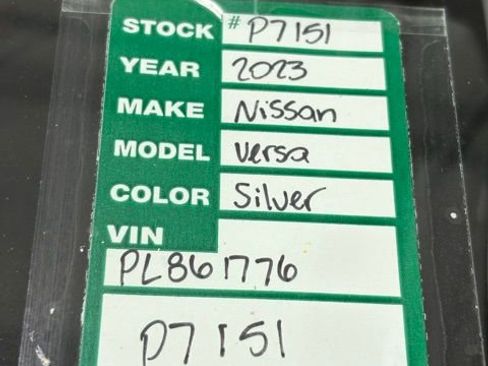 STOCK # P7151
YEAR 2023
MAKE Nissan
MODEL Versa
COLOR Silver
VIN
PL861776
P7151